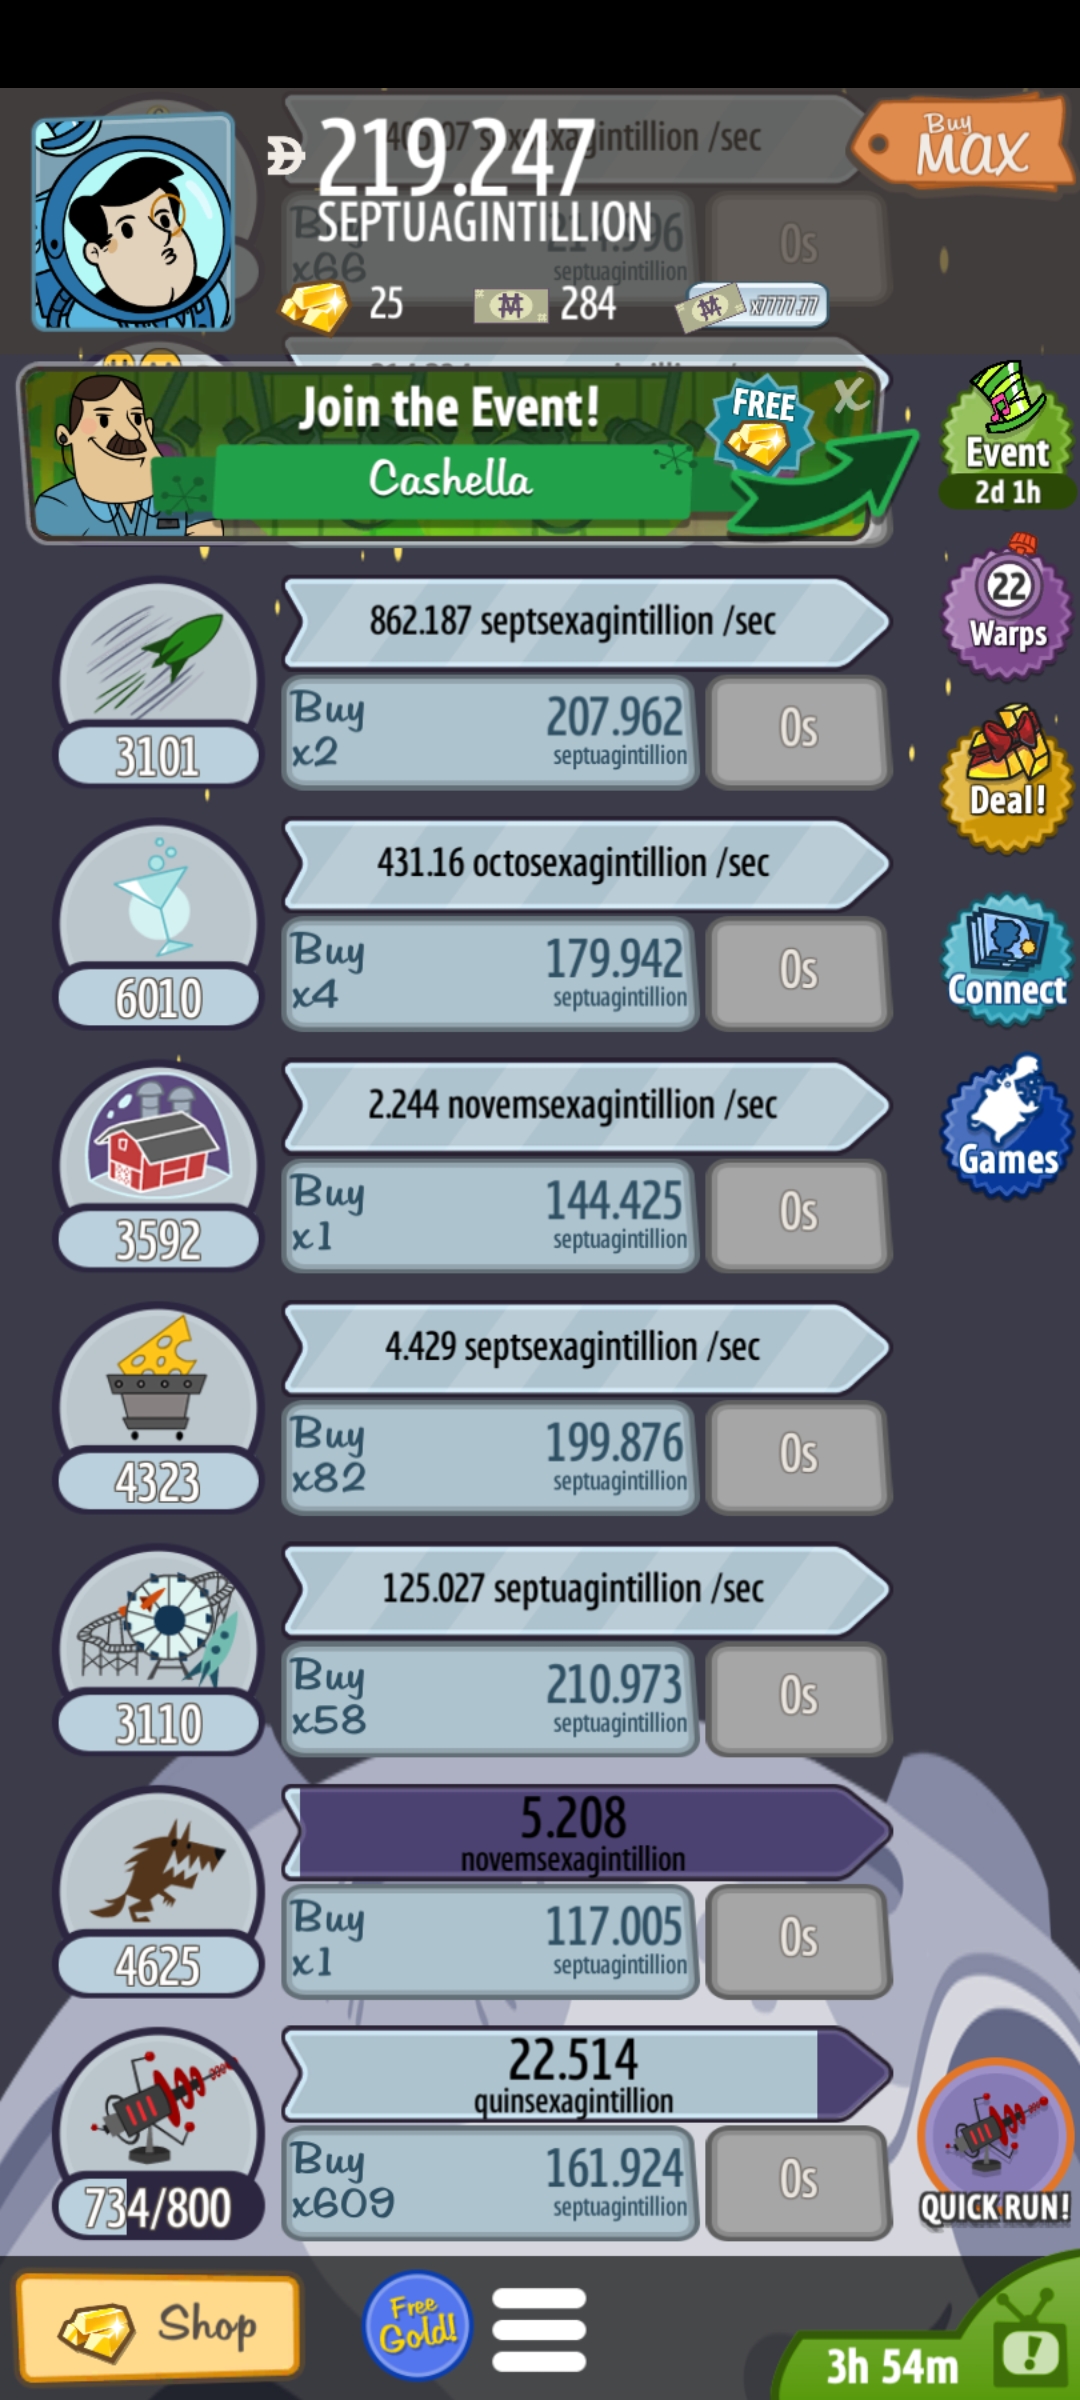 219.247
SEPTUAGINTILLION
25
284
x7777.77
Buy
MAX
septuagintillion
x66
0s
Join the Event!
FREE
X
Cashella
Event
2d 1h
22
Warps
Deal!
Connect
Games
862.187 septsexagintillion /sec
Buy
x2
207.962
septuagintillion
0s
3101
431.16 octosexagintillion /sec
Buy
x4
179.942
septuagintillion
0s
6010
2.244 novemsexagintillion /sec
Buy
x1
144.425
septuagintillion
0s
3592
4.429 septsexagintillion /sec
Buy
x82
199.876
septuagintillion
0s
4323
125.027 septuagintillion /sec
Buy
x58
210.973
septuagintillion
0s
3110
5.208
novemsexagintillion
Buy
x1
117.005
septuagintillion
0s
4625
22.514
quinsexagintillion
Buy
x609
161.924
septuagintillion
0s
734/800
QUICK RUN!
Shop
Free
Gold!
3h 54m